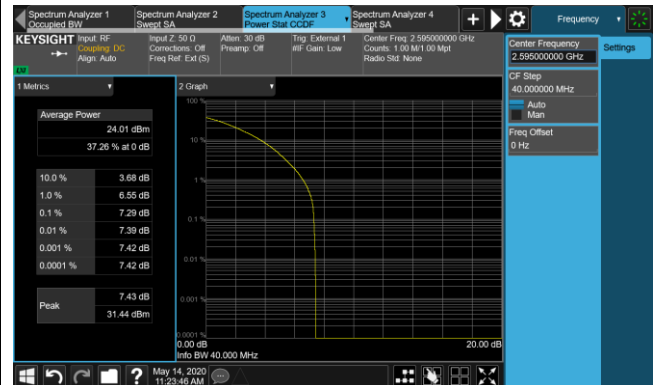 Spectrum Analyzer 1
Occupied BW
Spectrum Analyzer 2
Swept SA
Spectrum Analyzer 3
Power Stat CCDF
Spectrum Analyzer 4
Swept SA
Frequency
KEYSIGHT
Input: RF
Coupling: DC
Align: Auto
Input Z: 50 Ω
Corrections: Off
Freq Ref: Ext (S)
Atten: 30 dB
Preamp: Off
Trig: External 1
#IF Gain: Low
Center Freq: 2.595000000 GHz
Counts: 1.00 M/1.00 Mpt
Radio Std: None
Center Frequency
2.595000000 GHz
Settings
CF Step
40.000000 MHz
Auto
Man
Freq Offset
0 Hz
1 Metrics
Average Power
24.01 dBm
37.26 % at 0 dB
10.0 % 3.68 dB
1.0 % 6.55 dB
0.1 % 7.29 dB
0.01 % 7.39 dB
0.001 % 7.42 dB
0.0001 % 7.42 dB
Peak
7.43 dB
31.44 dBm
2 Graph
100 %
10 %
1 %
0.1 %
0.01 %
0.001 %
0.0001 %
0.00 dB
20.00 dB
Info BW 40.000 MHz
May 14, 2020
11:23:46 AM